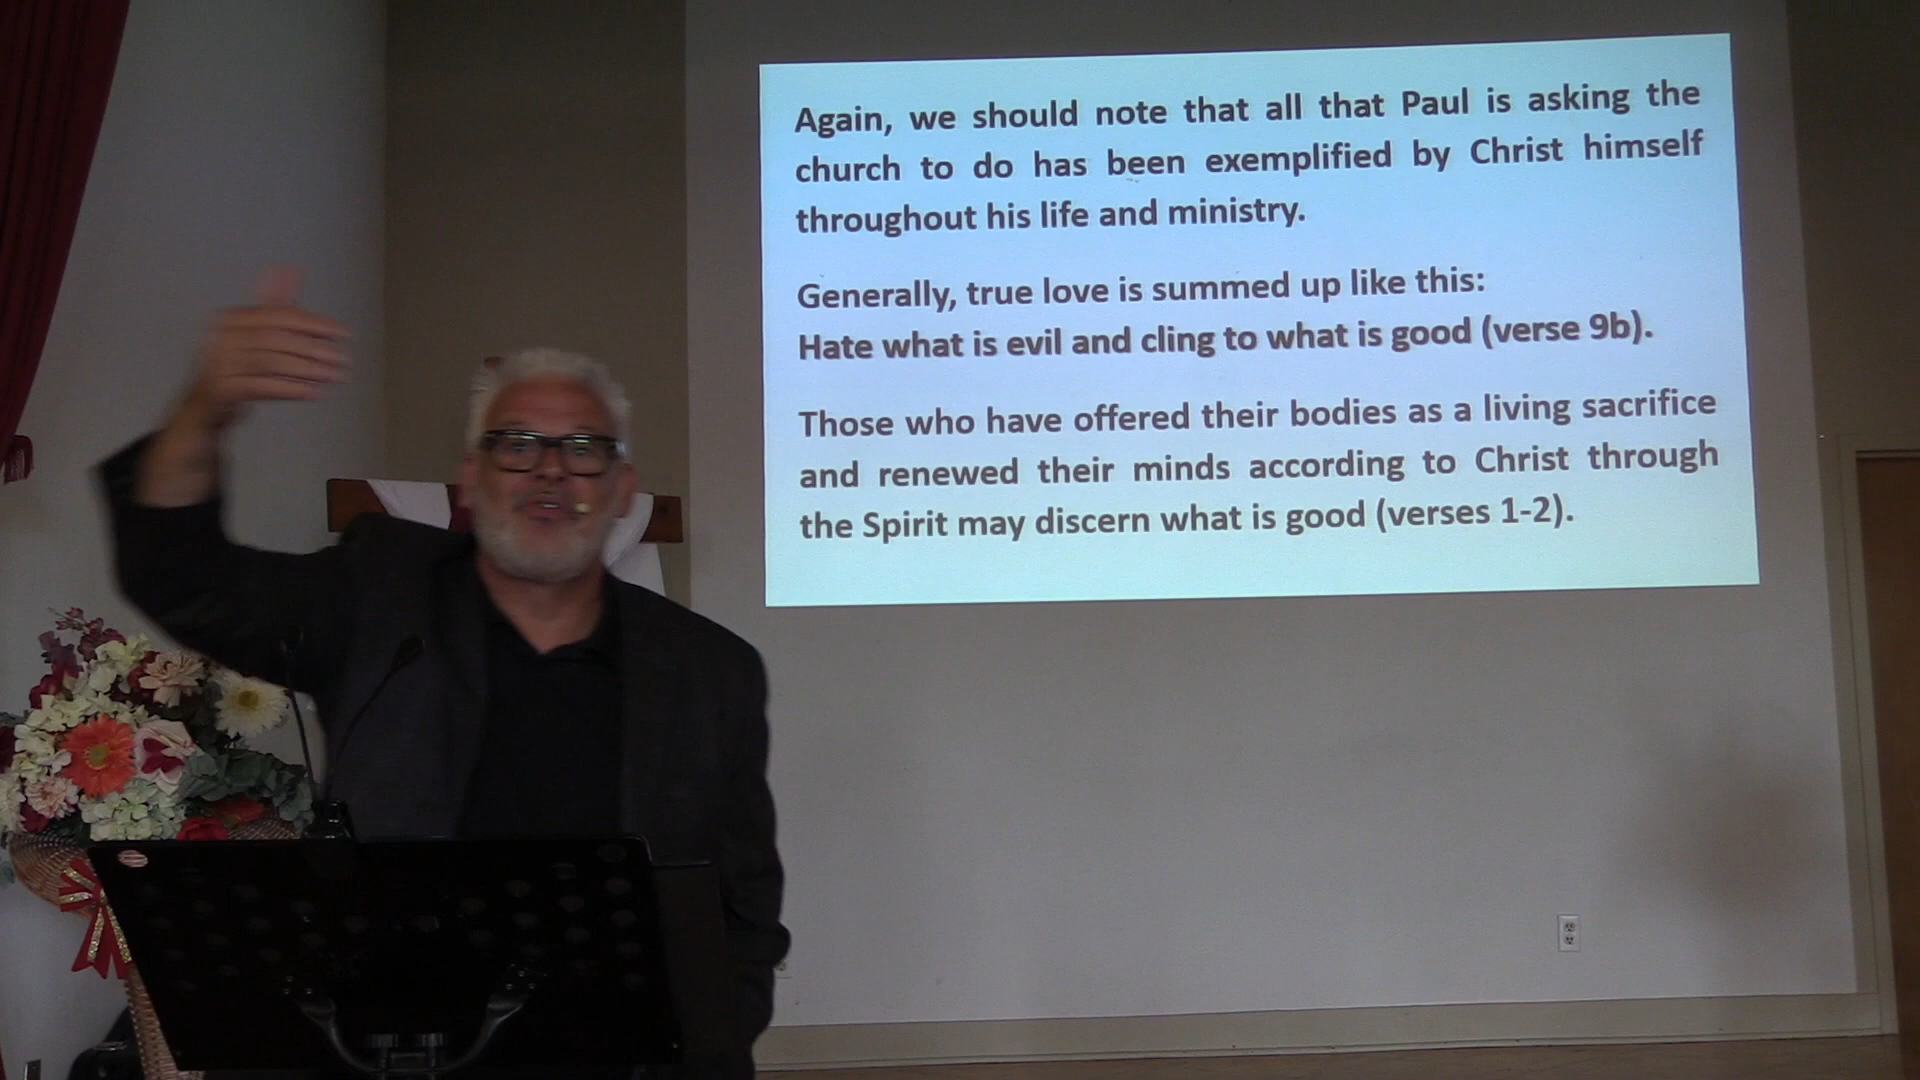 Again, we should note that all that Paul is asking the
church to do has been exemplified by Christ himself
throughout his life and ministry.
Generally, true love is summed up like this:
Hate what is evil and cling to what is good (verse 9b).
Those who have offered their bodies as a living sacrifice
and renewed their minds according to Christ through
the Spirit may discern what is good (verses 1-2).